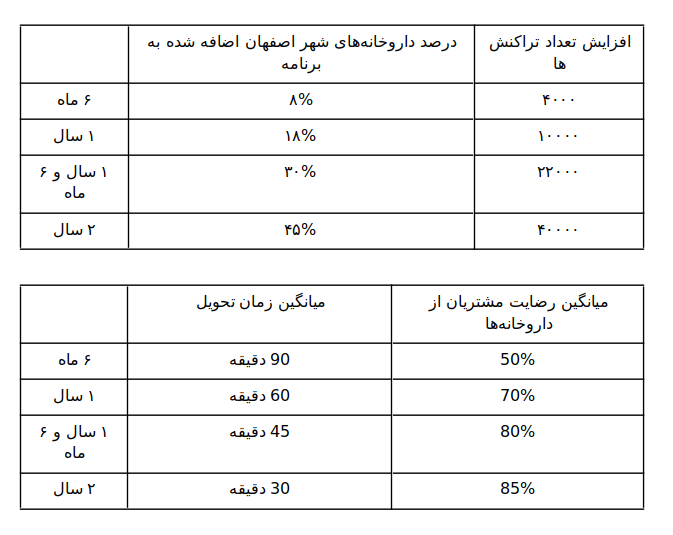 درصد داروخانه‌های شهر اصفهان اضافه شده به برنامه	افزایش تعداد تراکنش ها
۶ ماه	۸%	۴۰۰۰
۱ سال	۱۸%	۱۰۰۰۰
۱ سال و ۶ ماه	۳۰%	۲۲۰۰۰
۲ سال	۴۵%	۴۰۰۰۰
میانگین زمان تحویل	میانگین رضایت مشتریان از داروخانه‌ها
۶ ماه	90 دقیقه	50%
۱ سال	60 دقیقه	70%
۱ سال و ۶ ماه	45 دقیقه	80%
۲ سال	30 دقیقه	85%